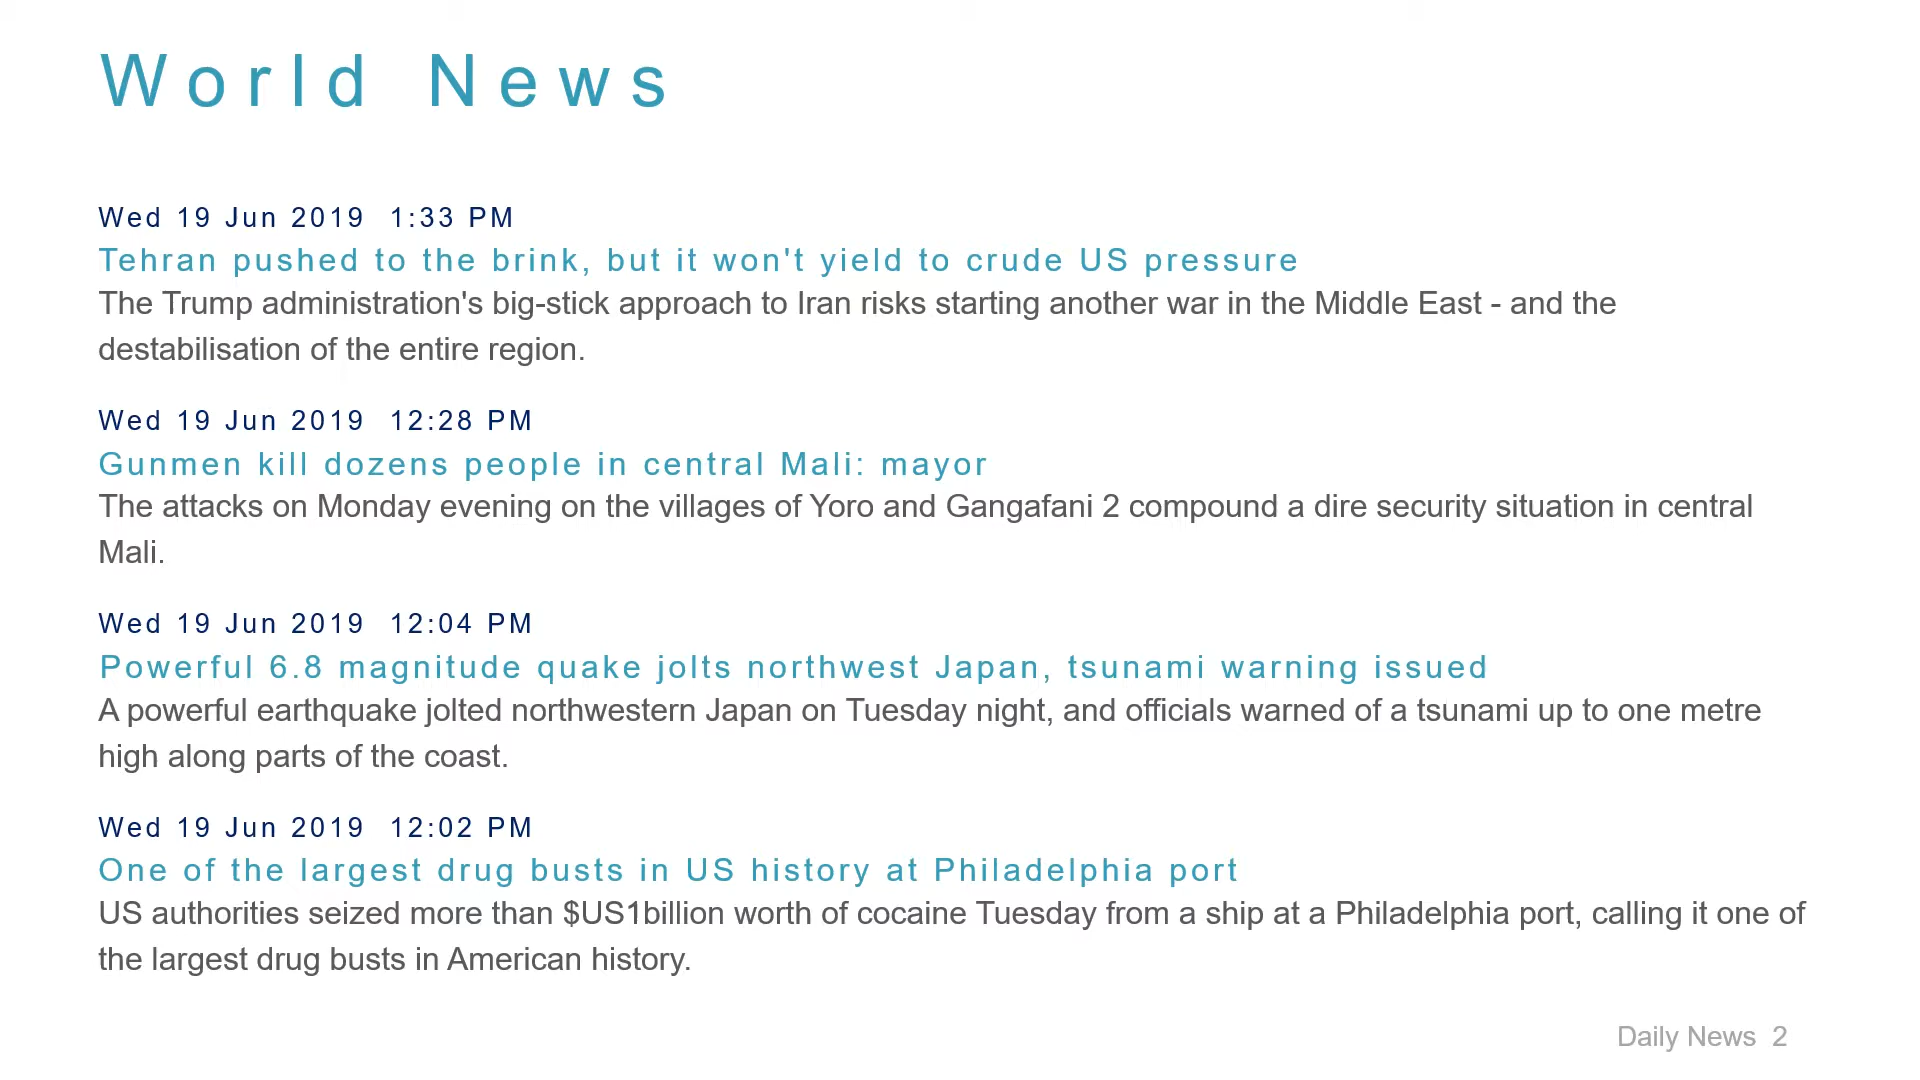 World News
Wed 19 Jun 2019 1:33 PM
Tehran pushed to the brink, but it won't yield to crude US pressure
The Trump administration's big-stick approach to Iran risks starting another war in the Middle East - and the
destabilisation of the entire region.
Wed 19 Jun 2019 12:28 PM
Gunmen kill dozens people in central Mali: mayor
The attacks on Monday evening on the villages of Yoro and Gangafani 2 compound a dire security situation in central
Mali.
Wed 19 Jun 2019 12:04 PM
Powerful 6.8 magnitude quake jolts northwest Japan, tsunami warning issued
A powerful earthquake jolted northwestern Japan on Tuesday night, and officials warned of a tsunami up to one metre
high along parts of the coast.
Wed 19 Jun 2019 12:02 PM
One of the largest drug busts in US history at Philadelphia port
US authorities seized more than $US1billion worth of cocaine Tuesday from a ship at a Philadelphia port, calling it one of
the largest drug busts in American history.
Daily News 2